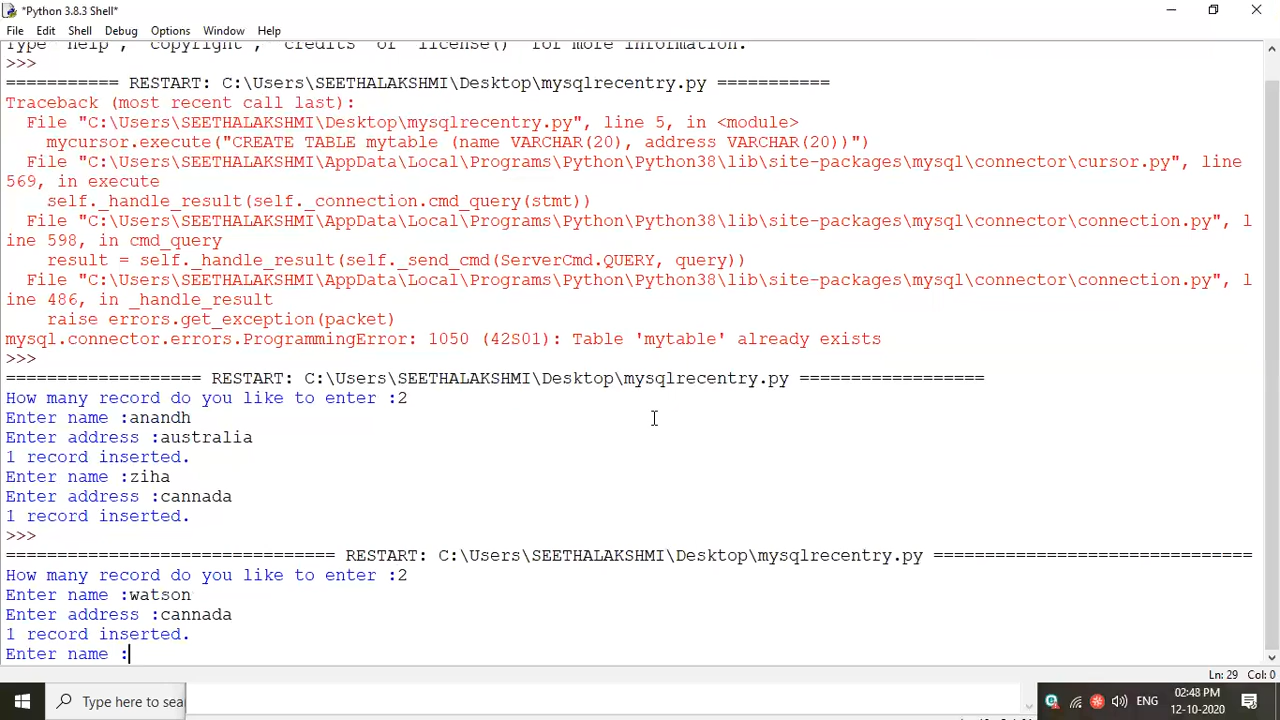 *Python 3.8.3 Shell*
File Edit Shell Debug Options Window Help
Type "help", "copyright", "credits" or "license()" for more information.
>>>
=========== RESTART: C:\Users\SEETHALAKSHMI\Desktop\mysqlrecentry.py ===========
Traceback (most recent call last):
  File "C:\Users\SEETHALAKSHMI\Desktop\mysqlrecentry.py", line 5, in <module>
    mycursor.execute("CREATE TABLE mytable (name VARCHAR(20), address VARCHAR(20))")
  File "C:\Users\SEETHALAKSHMI\AppData\Local\Programs\Python\Python38\lib\site-packages\mysql\connector\cursor.py", line
569, in execute
    self._handle_result(self._connection.cmd_query(stmt))
  File "C:\Users\SEETHALAKSHMI\AppData\Local\Programs\Python\Python38\lib\site-packages\mysql\connector\connection.py", l
ine 598, in cmd_query
    result = self._handle_result(self._send_cmd(ServerCmd.QUERY, query))
  File "C:\Users\SEETHALAKSHMI\AppData\Local\Programs\Python\Python38\lib\site-packages\mysql\connector\connection.py", l
ine 486, in _handle_result
    raise errors.get_exception(packet)
mysql.connector.errors.ProgrammingError: 1050 (42S01): Table 'mytable' already exists
>>>
=================== RESTART: C:\Users\SEETHALAKSHMI\Desktop\mysqlrecentry.py ==================
How many record do you like to enter :2
Enter name :anandh
Enter address :australia
1 record inserted.
Enter name :ziha
Enter address :cannada
1 record inserted.
>>>
================================ RESTART: C:\Users\SEETHALAKSHMI\Desktop\mysqlrecentry.py ===============================
How many record do you like to enter :2
Enter name :watson
Enter address :cannada
1 record inserted.
Enter name :
Ln: 29 Col: 0
Type here to sea
ENG
02:48 PM
12-10-2020